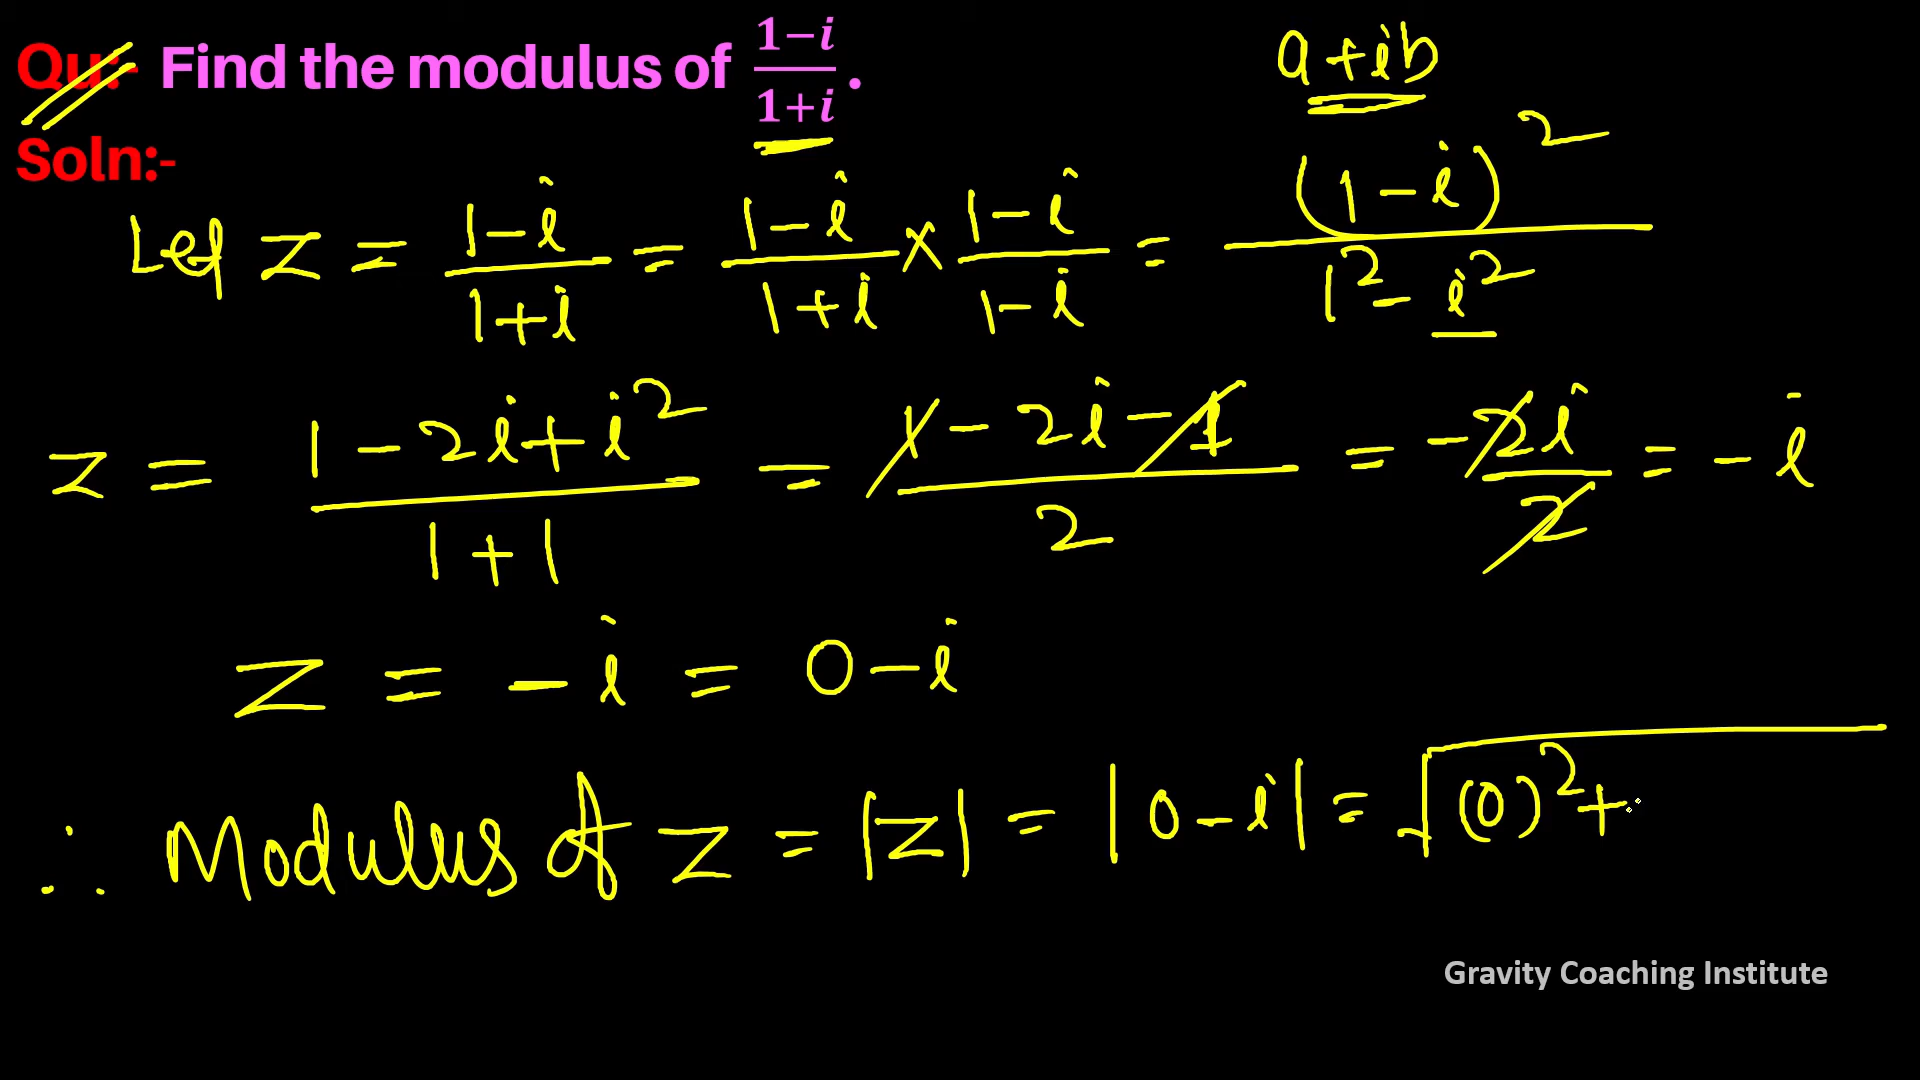 Qu:- Find the modulus of (1-i)/(1+i).
a+ib
Soln:-
Let z = (1-i)/(1+i) = (1-i)/(1+i) × (1-i)/(1-i) = (1-i)²/(1²-i²)
z = (1-2i+i²)/(1+1) = (1-2i-1)/2 = -2i/2 = -i
z = -i = 0-i
∴ Modulus of z = |z| = |0-i| = √((0)²+
Gravity Coaching Institute